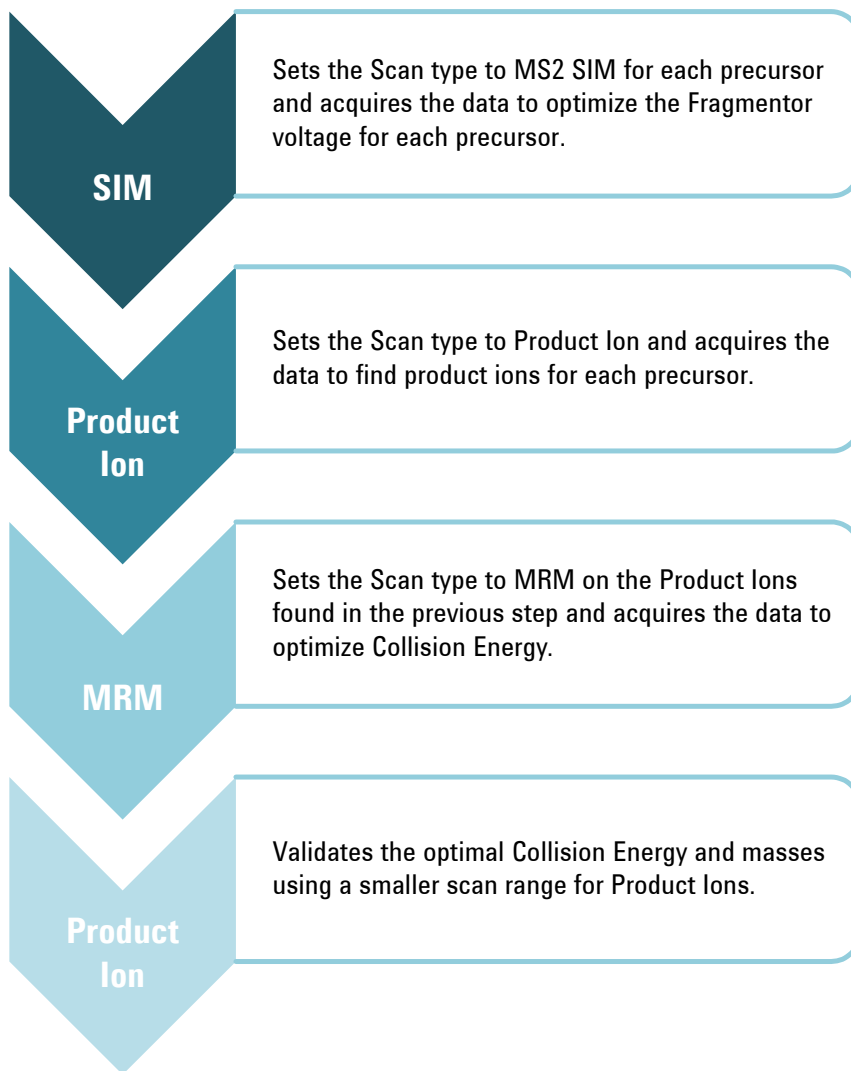 SIM
Sets the Scan type to MS2 SIM for each precursor
and acquires the data to optimize the Fragmentor
voltage for each precursor.
Product
Ion
Sets the Scan type to Product Ion and acquires the
data to find product ions for each precursor.
MRM
Sets the Scan type to MRM on the Product Ions
found in the previous step and acquires the data to
optimize Collision Energy.
Product
Ion
Validates the optimal Collision Energy and masses
using a smaller scan range for Product Ions.